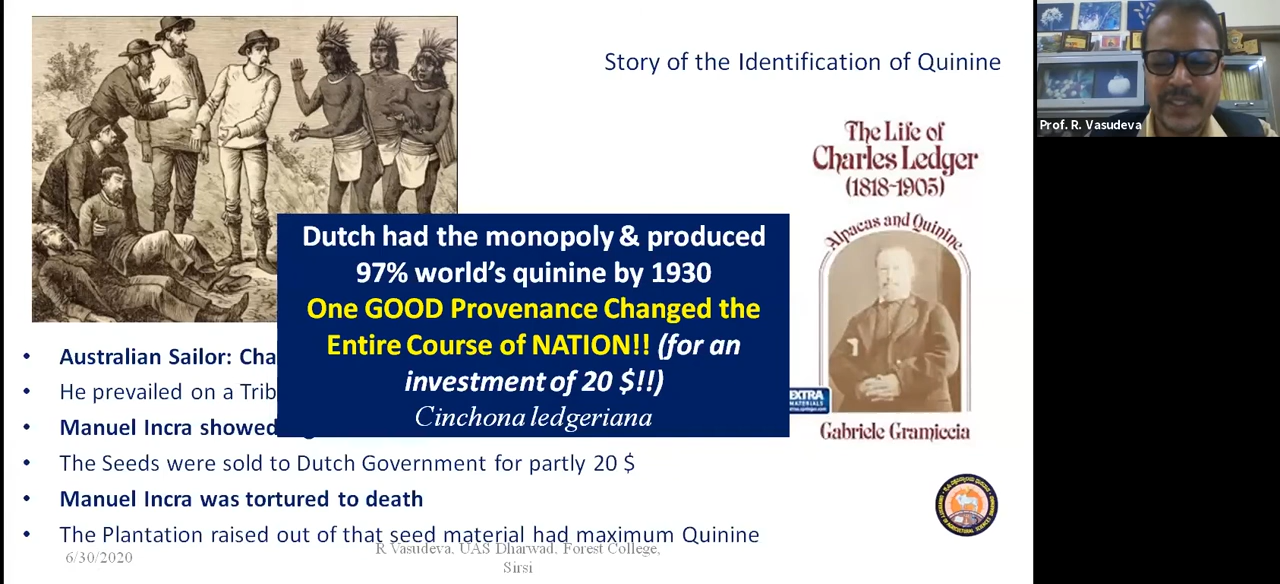 Story of the Identification of Quinine
Prof. R. Vasudeva
The Life of
Charles Ledger
(1818-1905)
Alpacas and Quinine
Dutch had the monopoly & produced
97% world's quinine by 1930
One GOOD Provenance Changed the
Entire Course of NATION!! (for an
investment of 20 $!!)
Cinchona ledgeriana
EXTRA
MATERIALS
Gabriele Gramiccia
• Australian Sailor: Cha
• He prevailed on a Trib
• Manuel Incra showed
• The Seeds were sold to Dutch Government for partly 20 $
• Manuel Incra was tortured to death
• The Plantation raised out of that seed material had maximum Quinine
6/30/2020
R Vasudeva, UAS Dharwad, Forest College,
Sirsi